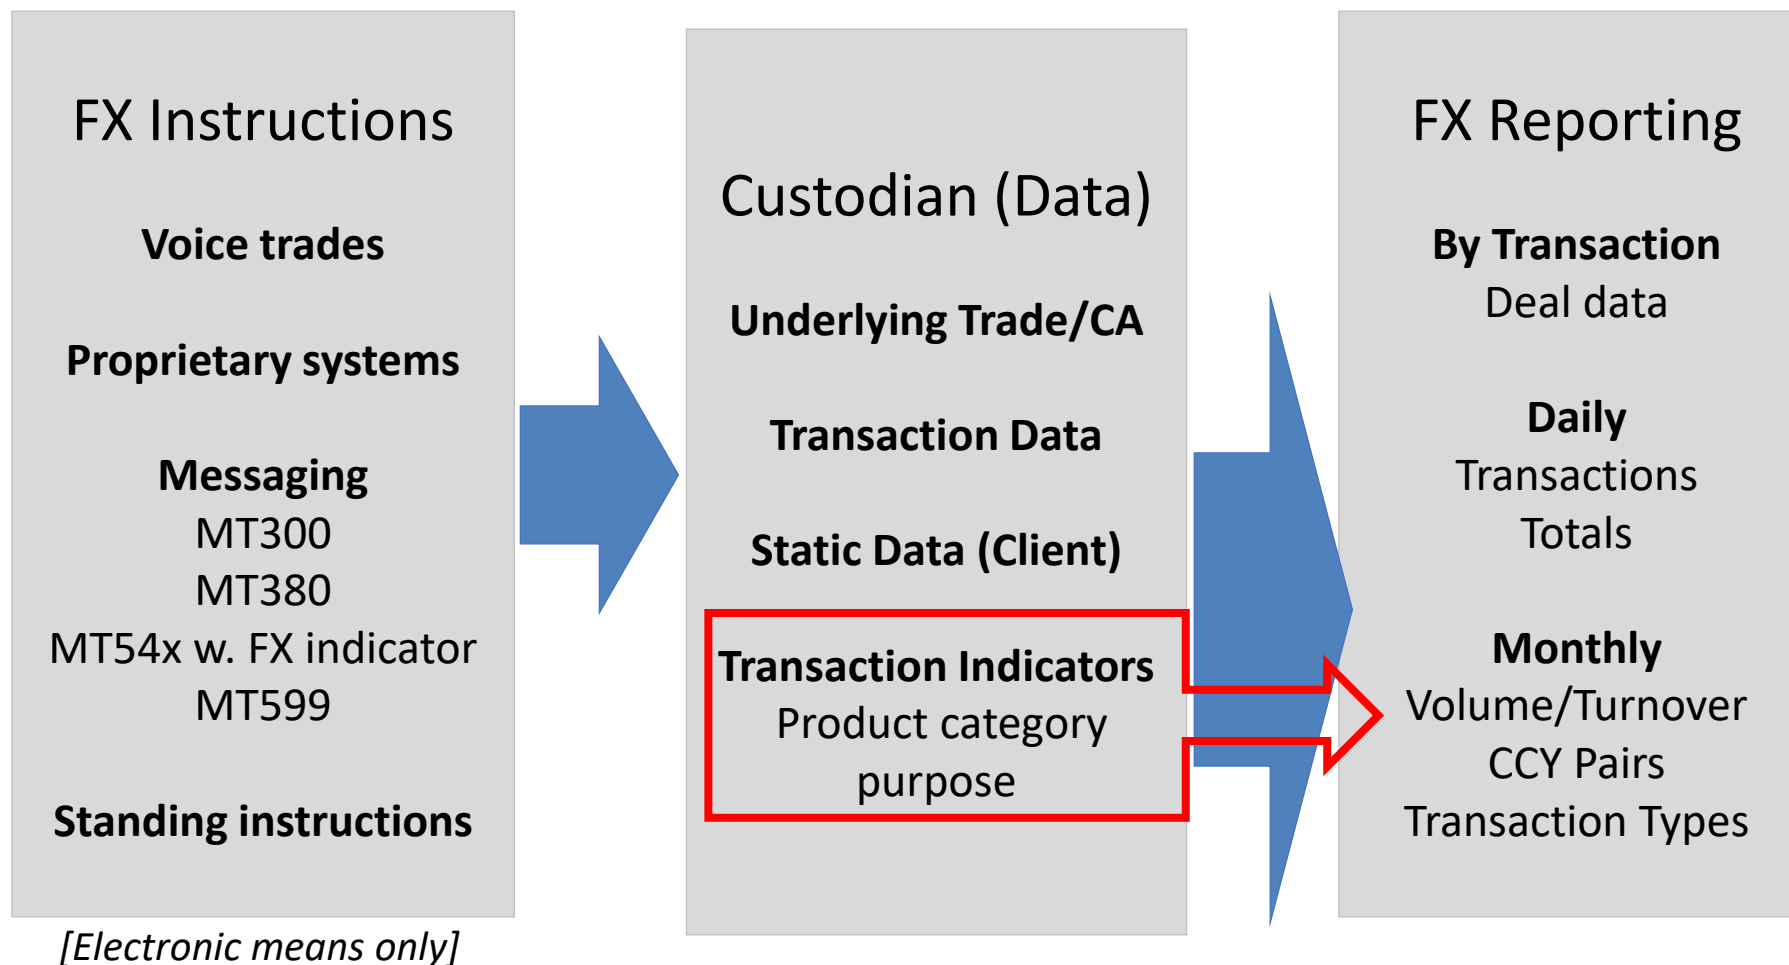 FX Instructions
Voice trades
Proprietary systems
Messaging
MT300
MT380
MT54x w. FX indicator
MT599
Standing instructions
[Electronic means only]
Custodian (Data)
Underlying Trade/CA
Transaction Data
Static Data (Client)
Transaction Indicators
Product category
purpose
FX Reporting
By Transaction
Deal data
Daily
Transactions
Totals
Monthly
Volume/Turnover
CCY Pairs
Transaction Types